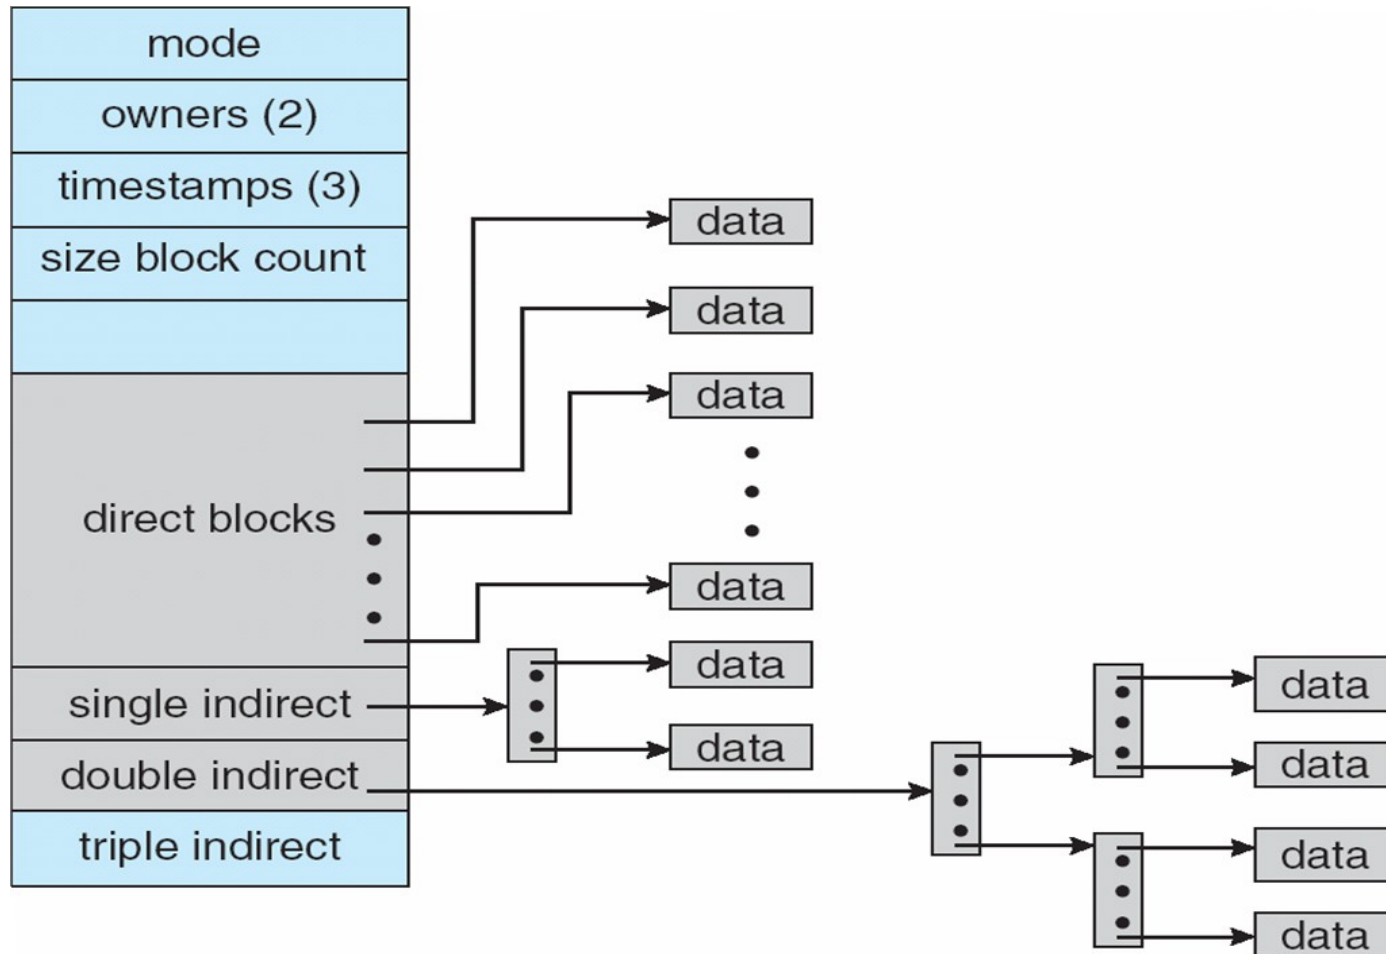 mode
owners (2)
timestamps (3)
size block count
direct blocks
single indirect
double indirect
triple indirect
data
data
data
data
data
data
data
data
data
data